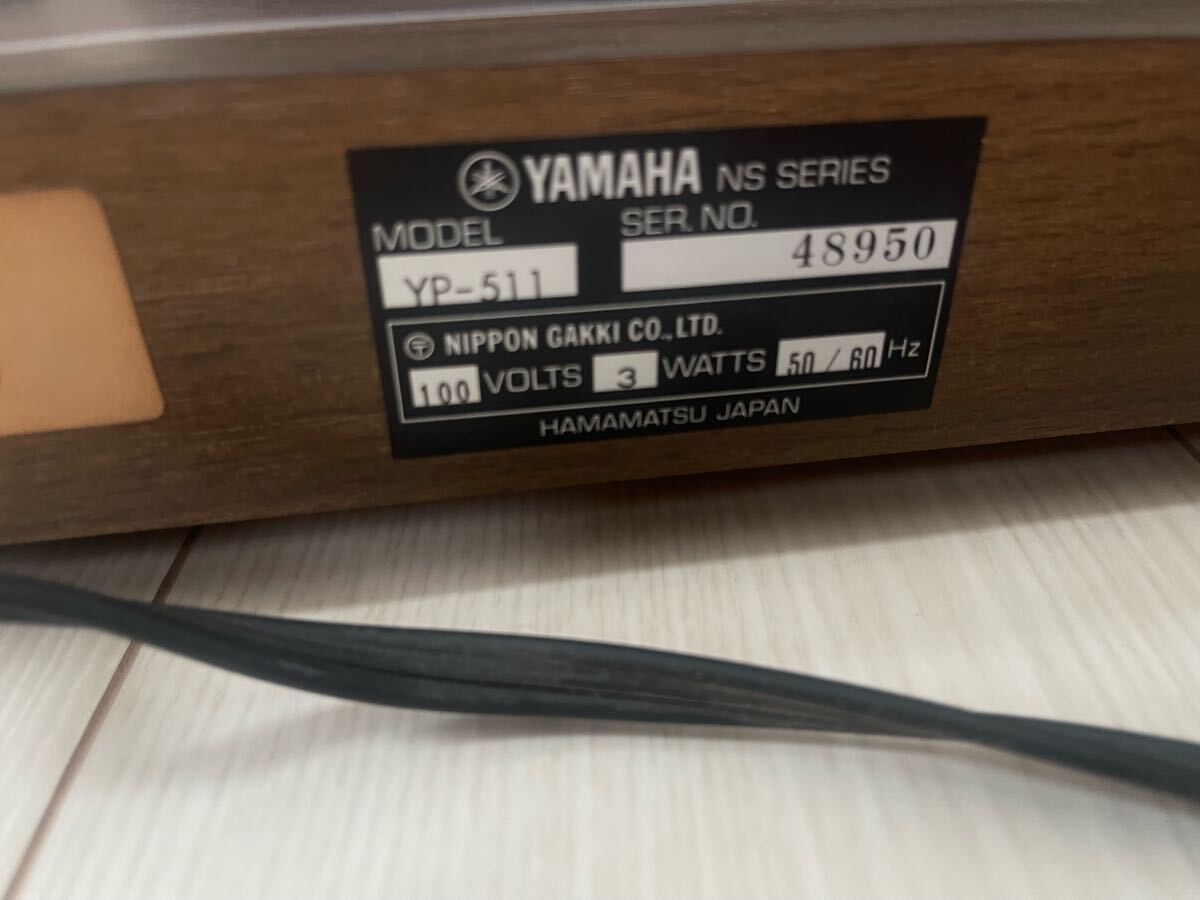 YAMAHA NS SERIES
MODEL SER. NO.
YP-511 48950
〒 NIPPON GAKKI CO., LTD.
100 VOLTS 3 WATTS 50/60 Hz
HAMAMATSU JAPAN